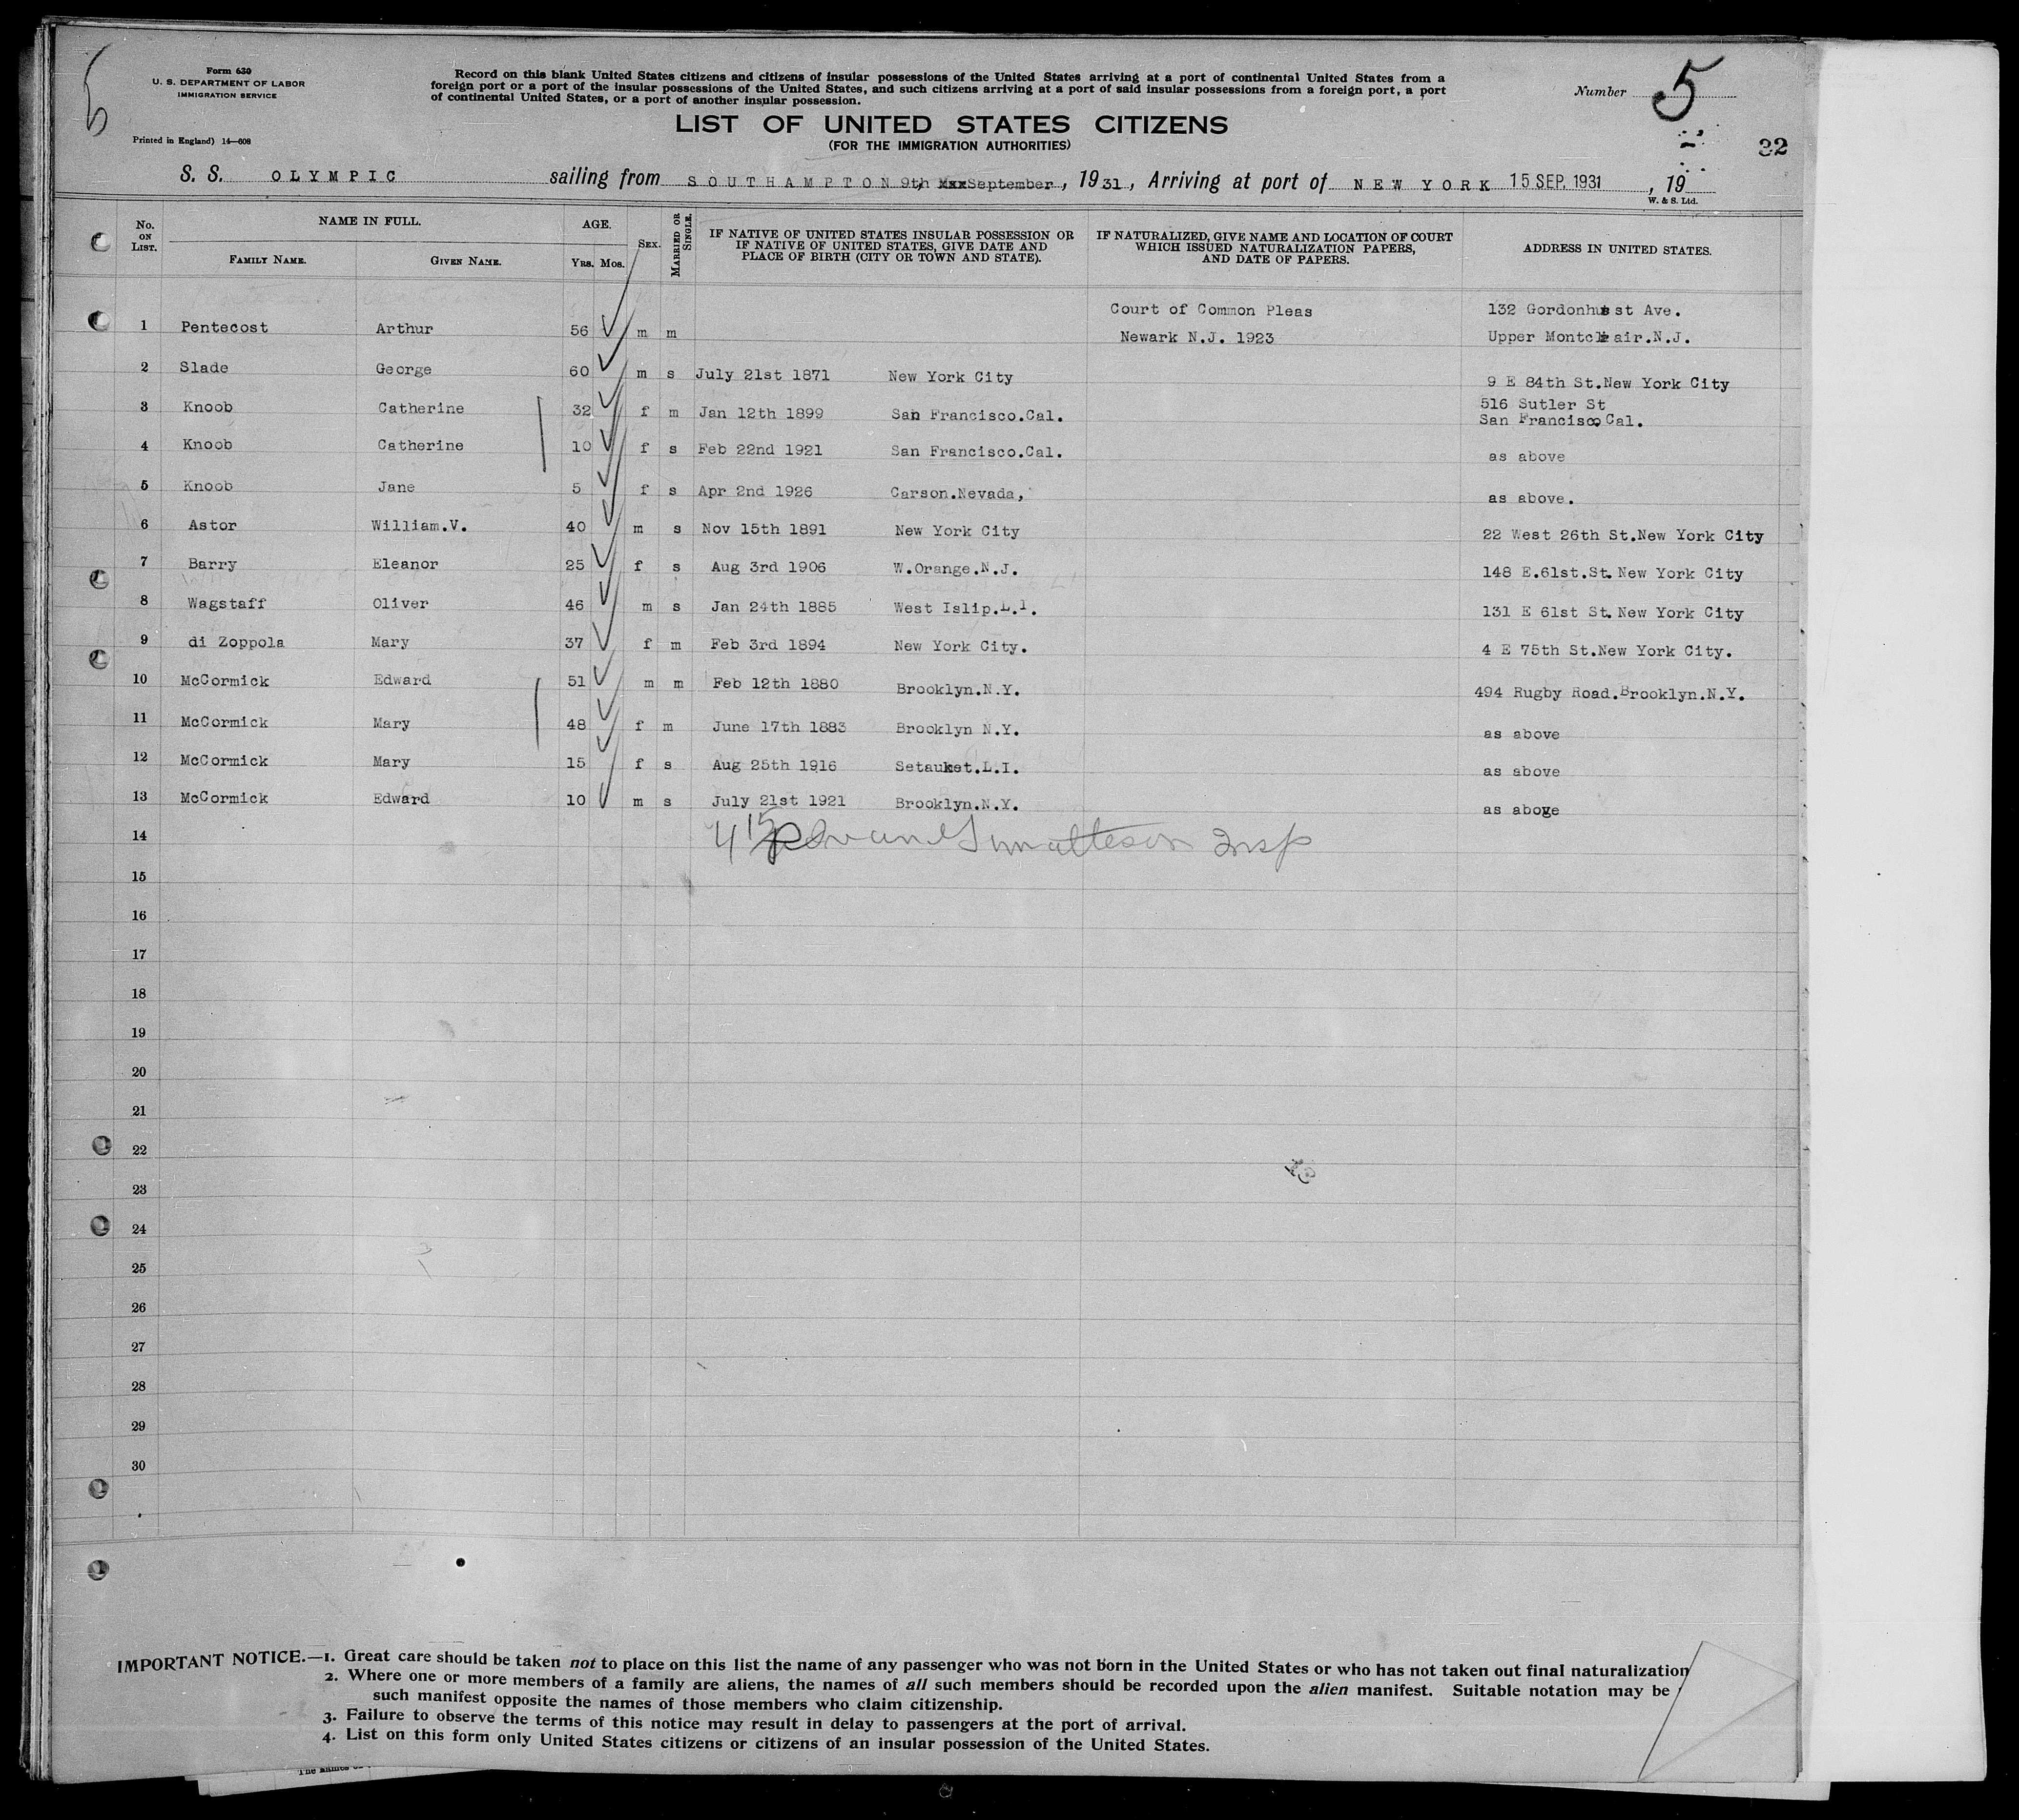 Form 630
U. S. DEPARTMENT OF LABOR
IMMIGRATION SERVICE
Printed in England) 14—608
Record on this blank United States citizens and citizens of insular possessions of the United States arriving at a port of continental United States from a
foreign port or a port of the insular possessions of the United States, and such citizens arriving at a port of said insular possessions from a foreign port, a port
of continental United States, or a port of another insular possession.
Number 5
32
LIST OF UNITED STATES CITIZENS
(FOR THE IMMIGRATION AUTHORITIES)
S. S. OLYMPIC sailing from SOUTHAMPTON 9th September, 1931, Arriving at port of NEW YORK 15 SEP. 1931, 19
W. & S. Ltd.
No. ON LIST. NAME IN FULL. FAMILY NAME. GIVEN NAME. AGE. YRS. MOS. SEX. MARRIED OR SINGLE. IF NATIVE OF UNITED STATES INSULAR POSSESSION OR IF NATIVE OF UNITED STATES, GIVE DATE AND PLACE OF BIRTH (CITY OR TOWN AND STATE). IF NATURALIZED, GIVE NAME AND LOCATION OF COURT WHICH ISSUED NATURALIZATION PAPERS, AND DATE OF PAPERS. ADDRESS IN UNITED STATES.
1 Pentecost Arthur 56 m m Court of Common Pleas Newark N.J. 1923 132 Gordonhurst Ave. Upper Montclair.N.J.
2 Slade George 60 m s July 21st 1871 New York City 9 E 84th St.New York City
3 Knoob Catherine 32 f m Jan 12th 1899 San Francisco.Cal. 516 Sutler St San Francisco Cal.
4 Knoob Catherine 10 f s Feb 22nd 1921 San Francisco.Cal. as above
5 Knoob Jane 5 f s Apr 2nd 1926 Carson.Nevada, as above.
6 Astor William.V. 40 m s Nov 15th 1891 New York City 22 West 26th St.New York City
7 Barry Eleanor 25 f s Aug 3rd 1906 W.Orange.N.J. 148 E.61st.St. New York City
8 Wagstaff Oliver 46 m s Jan 24th 1885 West Islip.L.I. 131 E 61st St. New York City
9 di Zoppola Mary 37 f m Feb 3rd 1894 New York City. 4 E 75th St.New York City.
10 McCormick Edward 51 m m Feb 12th 1880 Brooklyn.N.Y. 494 Rugby Road.Brooklyn.N.Y.
11 McCormick Mary 48 f m June 17th 1883 Brooklyn N.Y. as above
12 McCormick Mary 15 f s Aug 25th 1916 Setauket.L.I. as above
13 McCormick Edward 10 m s July 21st 1921 Brooklyn.N.Y. as above
14 Matteson Insp
15
16
17
18
19
20
21
22
23
24
25
26
27
28
29
30
IMPORTANT NOTICE.—1. Great care should be taken not to place on this list the name of any passenger who was not born in the United States or who has not taken out final naturalization
2. Where one or more members of a family are aliens, the names of all such members should be recorded upon the alien manifest. Suitable notation may be
such manifest opposite the names of those members who claim citizenship.
3. Failure to observe the terms of this notice may result in delay to passengers at the port of arrival.
4. List on this form only United States citizens or citizens of an insular possession of the United States.